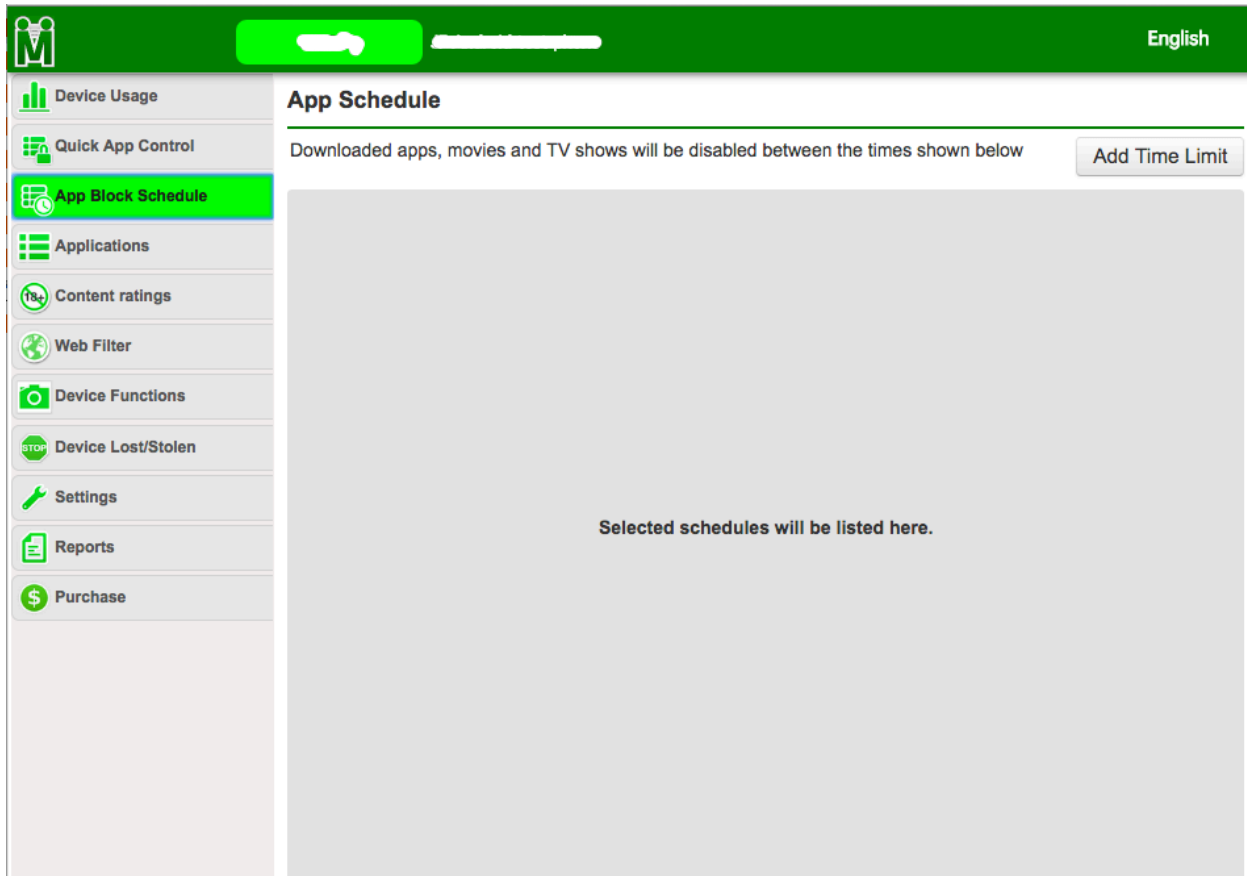 M
English
Device Usage
Quick App Control
App Block Schedule
Applications
18+
Content ratings
Web Filter
Device Functions
STOP
Device Lost/Stolen
Settings
Reports
$
Purchase
App Schedule
Downloaded apps, movies and TV shows will be disabled between the times shown below
Add Time Limit
Selected schedules will be listed here.